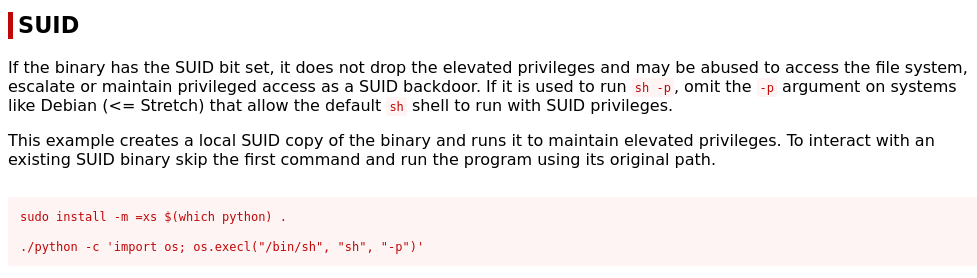 SUID
If the binary has the SUID bit set, it does not drop the elevated privileges and may be abused to access the file system,
escalate or maintain privileged access as a SUID backdoor. If it is used to run sh -p, omit the -p argument on systems
like Debian (<= Stretch) that allow the default sh shell to run with SUID privileges.
This example creates a local SUID copy of the binary and runs it to maintain elevated privileges. To interact with an
existing SUID binary skip the first command and run the program using its original path.
sudo install -m =xs $(which python) .
./python -c 'import os; os.execl("/bin/sh", "sh", "-p")'